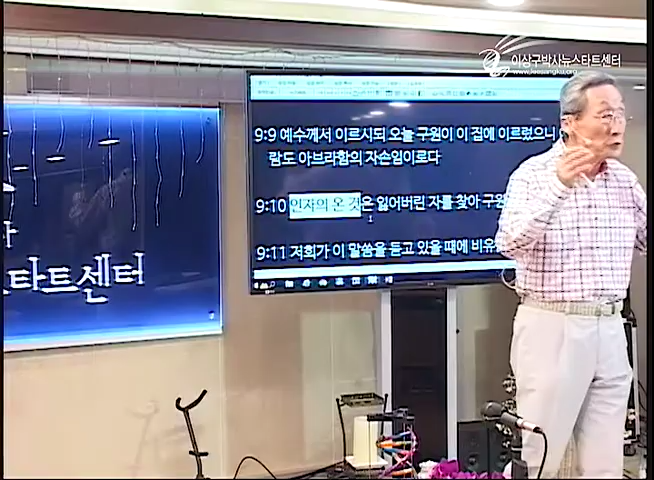 이상구박사뉴스타트센터
www.leesangku.org
9:9 예수께서 이르시되 오늘 구원이 이 집에 이르렀으니
람도 아브라함의 자손임이로다
9:10 인자의 온 것은 잃어버린 자를 찾아 구원
9:11 저희가 이 말씀을 듣고 있을 때에 비유
스타트센터